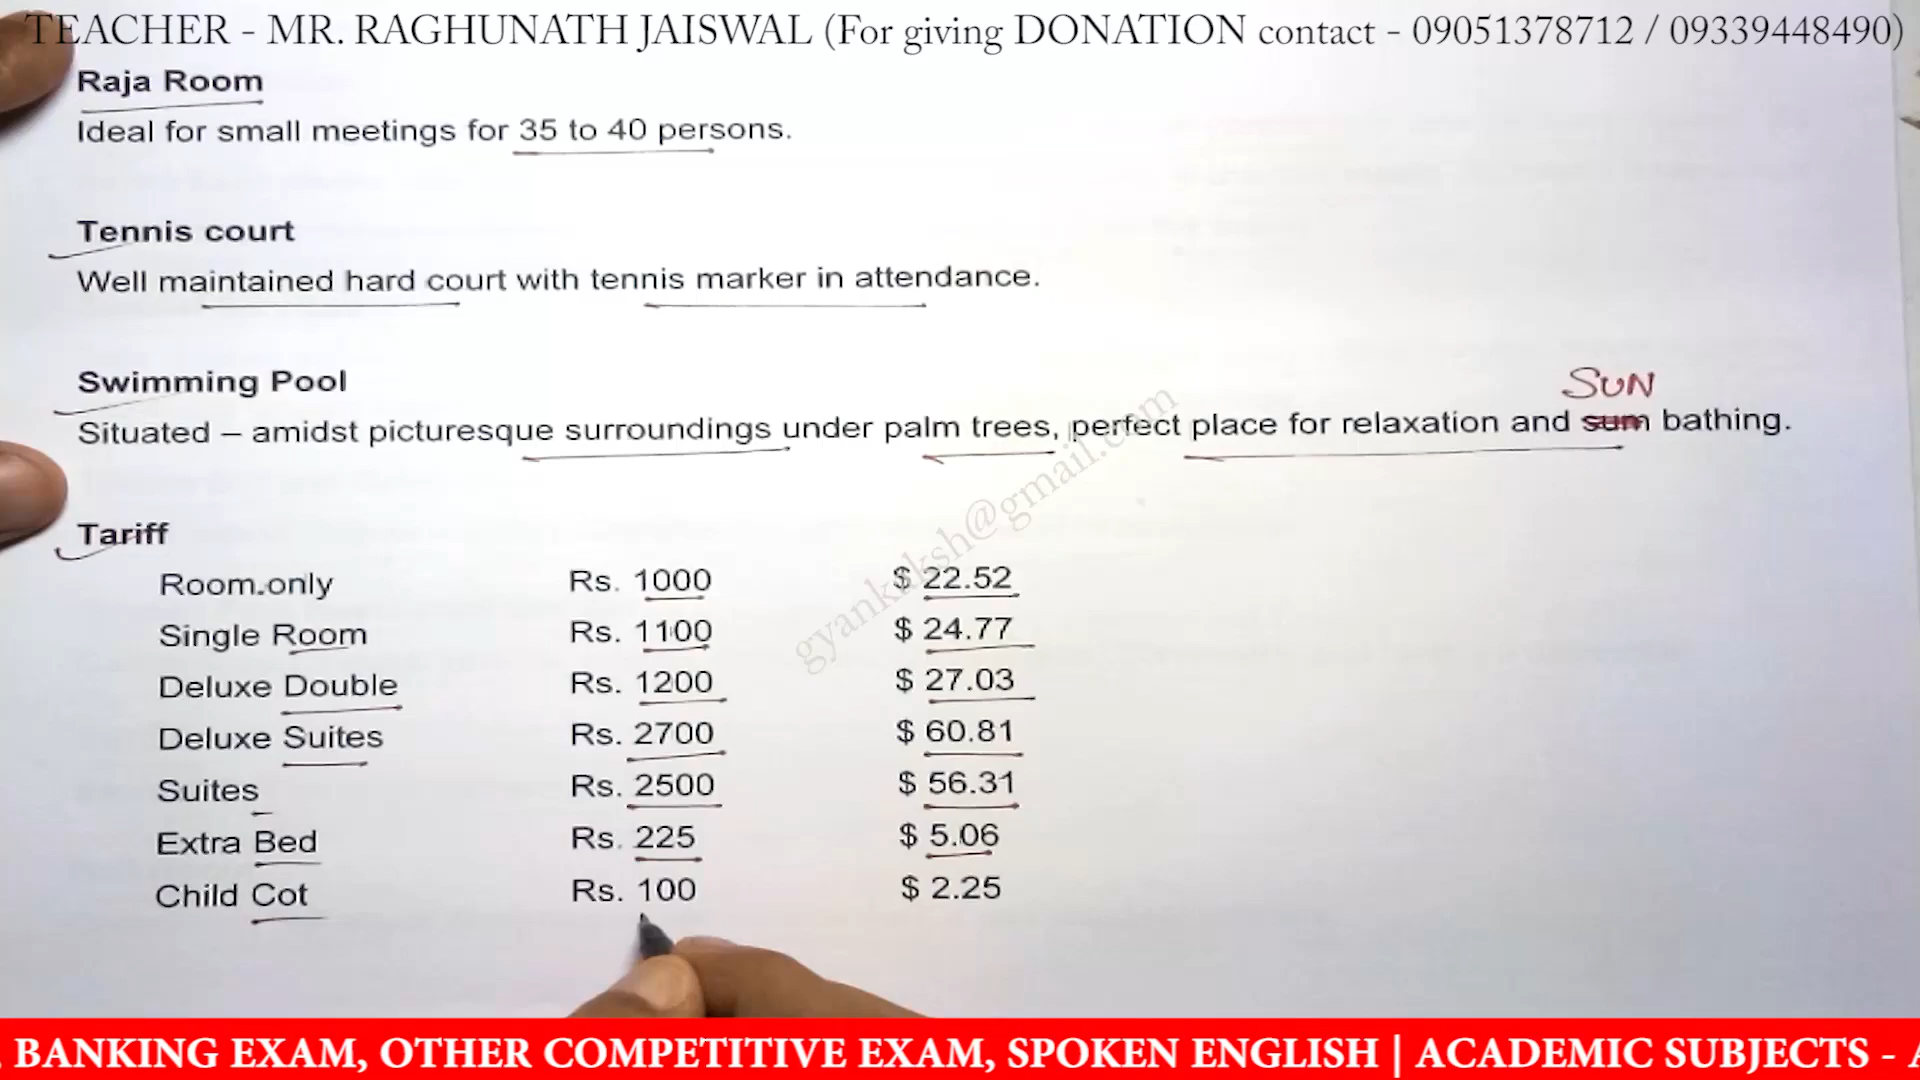 TEACHER - MR. RAGHUNATH JAISWAL (For giving DONATION contact - 09051378712 / 09339448490)
Raja Room
Ideal for small meetings for 35 to 40 persons.
Tennis court
Well maintained hard court with tennis marker in attendance.
Swimming Pool
SUN
Situated – amidst picturesque surroundings under palm trees, perfect place for relaxation and sum bathing.
gyankaksh@gmail.com
Tariff
Room.only Rs. 1000 $ 22.52
Single Room Rs. 1100 $ 24.77
Deluxe Double Rs. 1200 $ 27.03
Deluxe Suites Rs. 2700 $ 60.81
Suites Rs. 2500 $ 56.31
Extra Bed Rs. 225 $ 5.06
Child Cot Rs. 100 $ 2.25
BANKING EXAM, OTHER COMPETITIVE EXAM, SPOKEN ENGLISH | ACADEMIC SUBJECTS - A